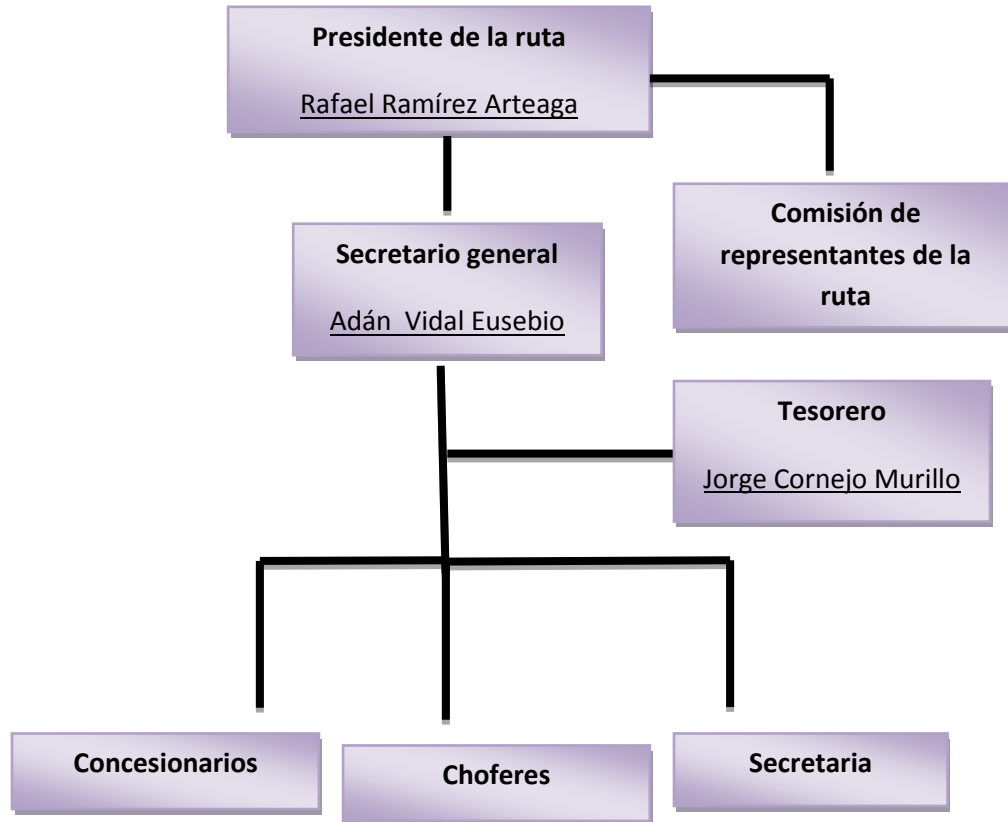 Presidente de la ruta
Rafael Ramírez Arteaga
Comisión de
representantes de la
ruta
Secretario general
Adán  Vidal Eusebio
Tesorero
Jorge Cornejo Murillo
Concesionarios
Choferes
Secretaria